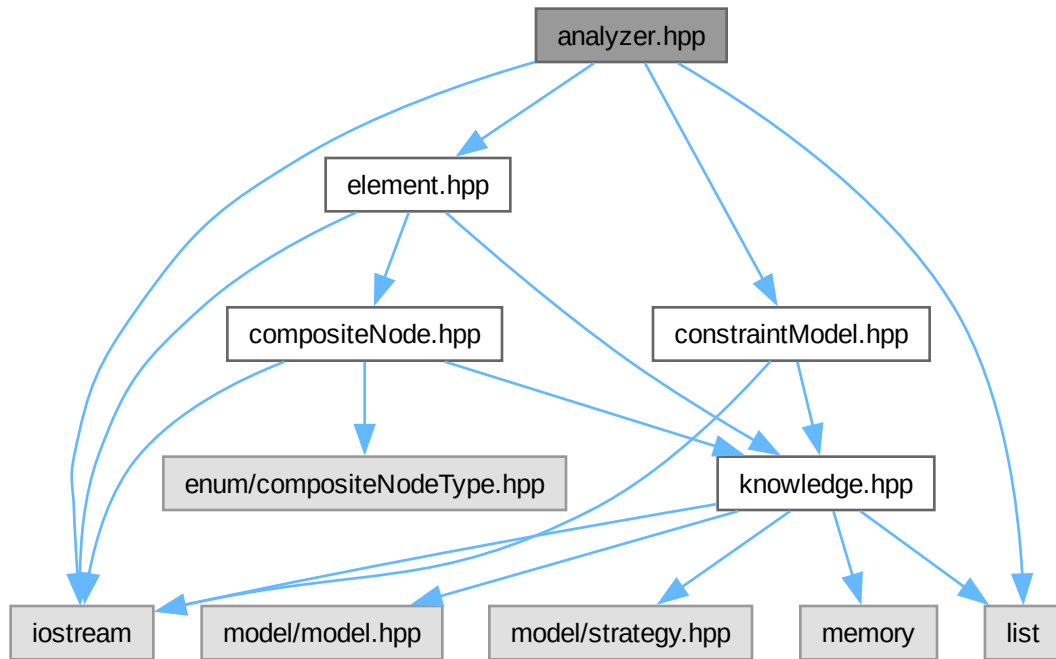 analyzer.hpp
element.hpp
compositeNode.hpp
constraintModel.hpp
enum/compositeNodeType.hpp
knowledge.hpp
iostream
model/model.hpp
model/strategy.hpp
memory
list